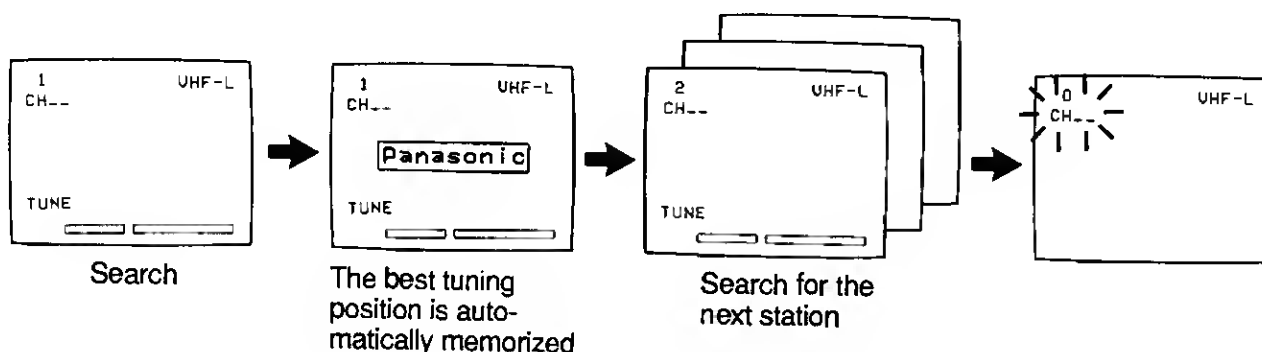 1 VHF-L
CH--
TUNE
Search
1 VHF-L
CH--
Panasonic
TUNE
The best tuning
position is auto-
matically memorized
2 VHF-L
CH--
TUNE
Search for the
next station
0 VHF-L
CH--